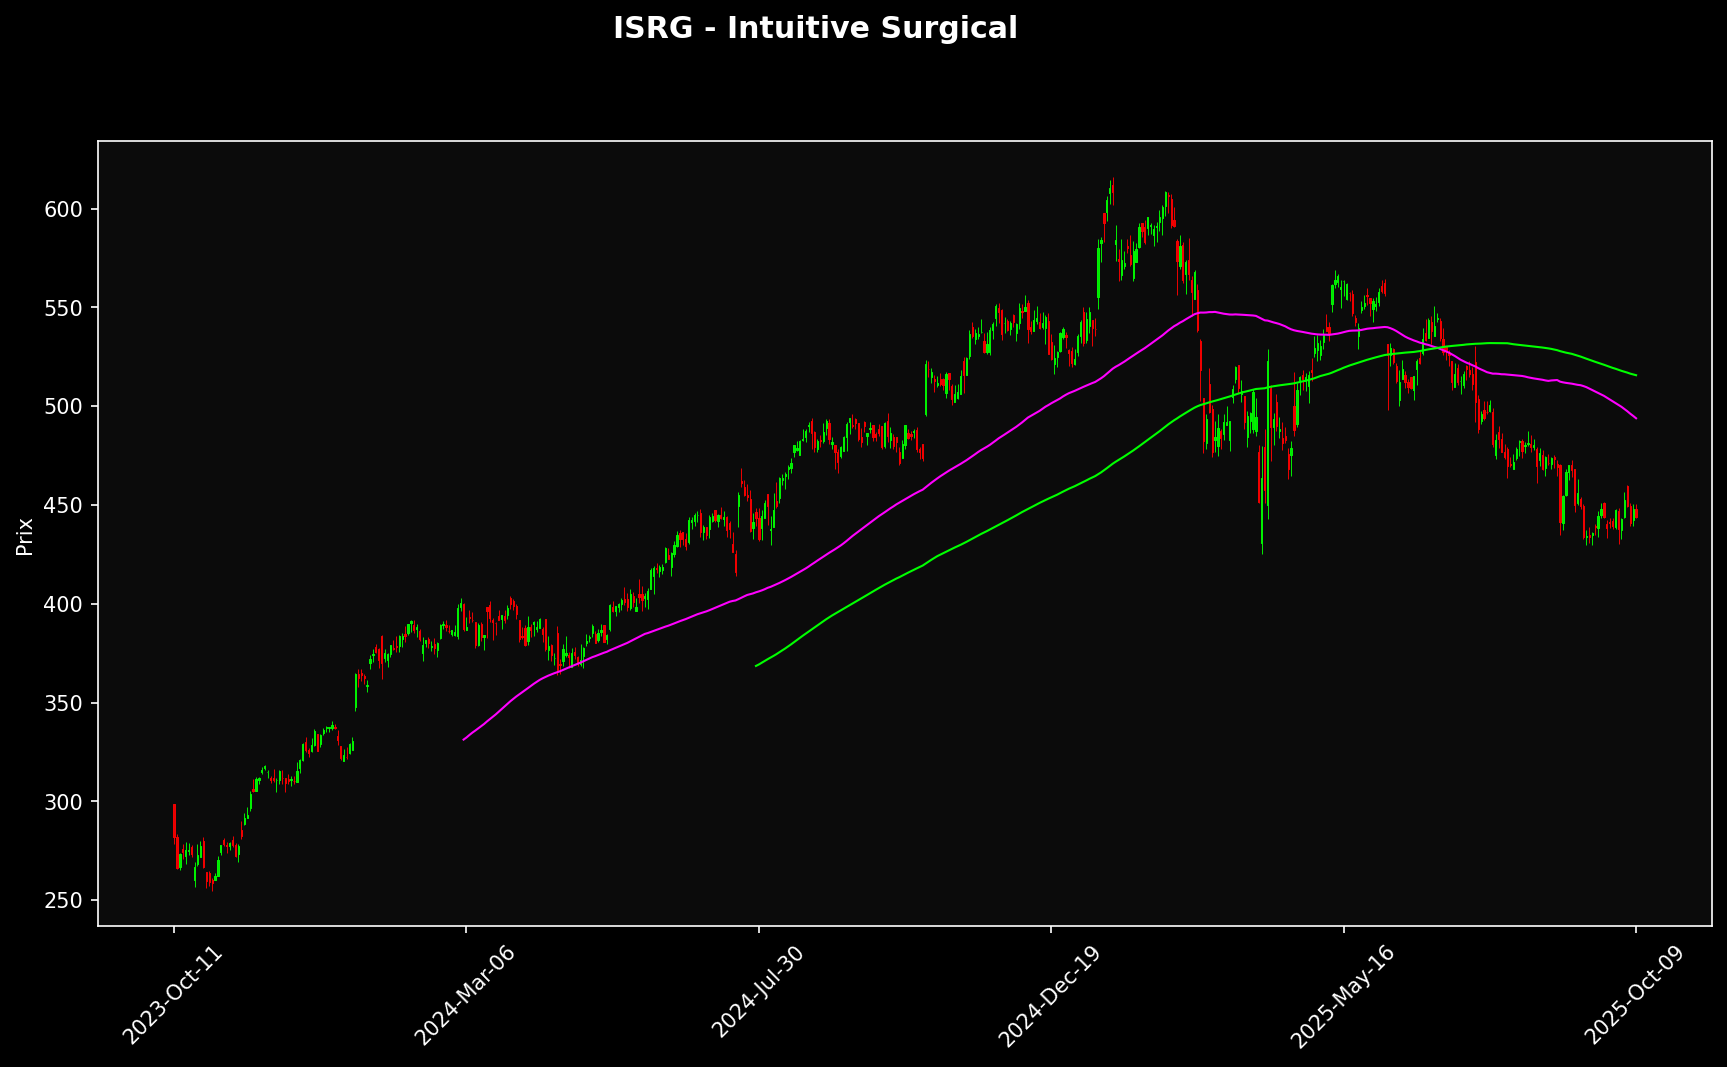 ISRG - Intuitive Surgical
Prix
600
550
500
450
400
350
300
250
2023-Oct-11
2024-Mar-06
2024-Jul-30
2024-Dec-19
2025-May-16
2025-Oct-09